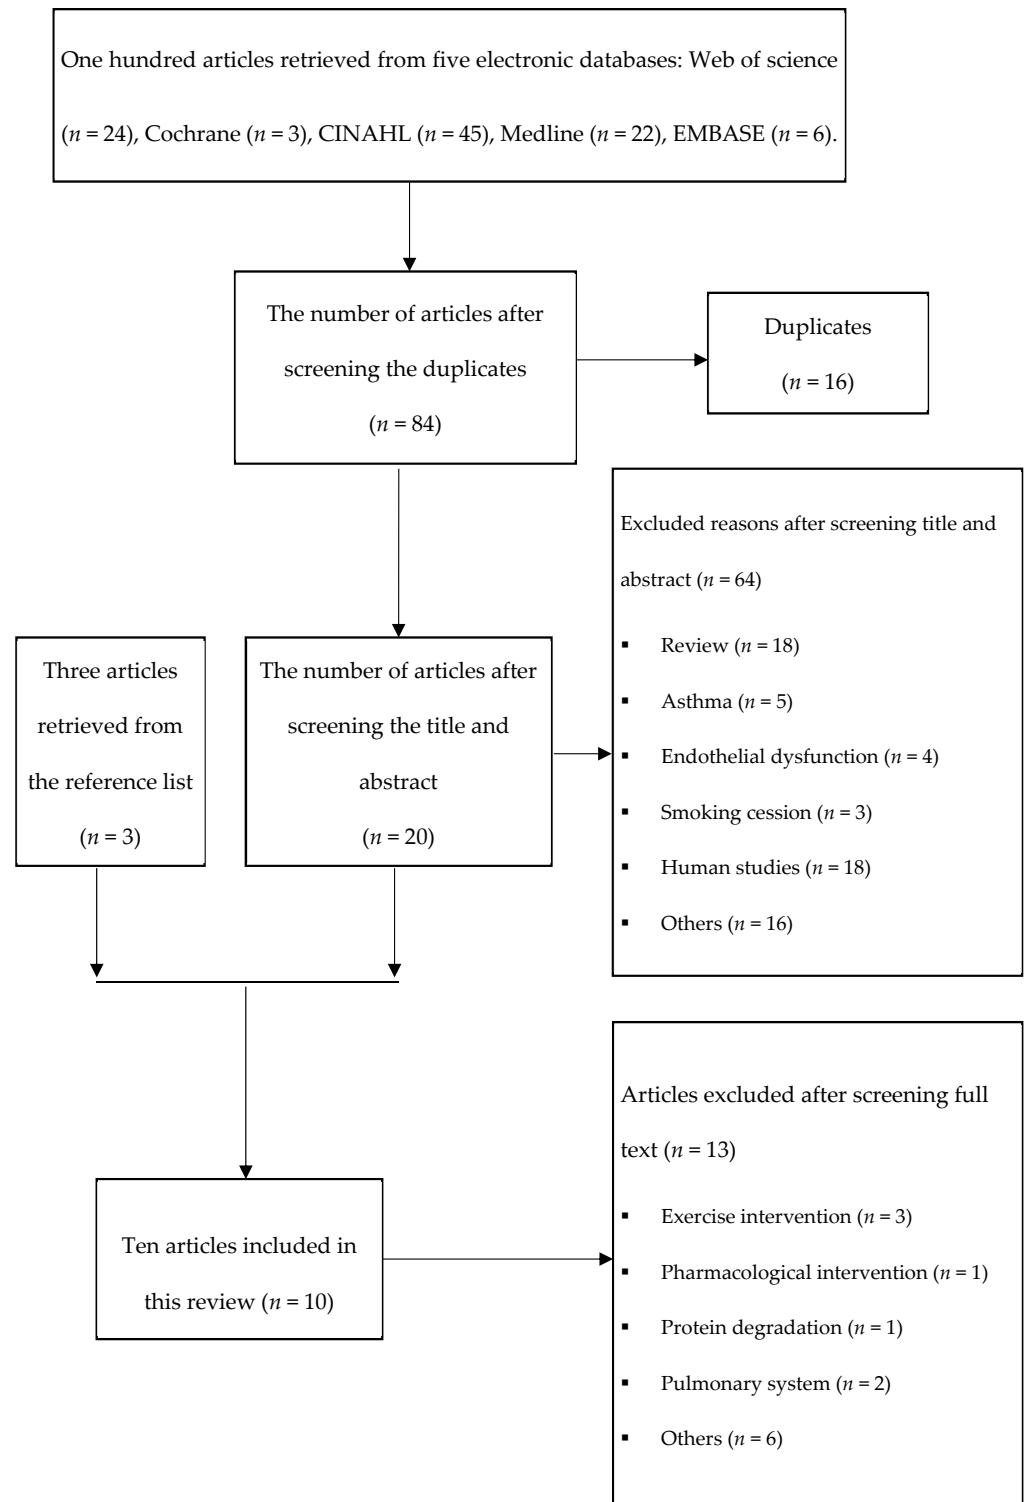 One hundred articles retrieved from five electronic databases: Web of science
(n = 24), Cochrane (n = 3), CINAHL (n = 45), Medline (n = 22), EMBASE (n = 6).
The number of articles after
screening the duplicates
(n = 84)
Duplicates
(n = 16)
Excluded reasons after screening title and
abstract (n = 64)
▪ Review (n = 18)
▪ Asthma (n = 5)
▪ Endothelial dysfunction (n = 4)
▪ Smoking cession (n = 3)
▪ Human studies (n = 18)
▪ Others (n = 16)
Three articles
retrieved from
the reference list
(n = 3)
The number of articles after
screening the title and
abstract
(n = 20)
Articles excluded after screening full
text (n = 13)
▪ Exercise intervention (n = 3)
▪ Pharmacological intervention (n = 1)
▪ Protein degradation (n = 1)
▪ Pulmonary system (n = 2)
▪ Others (n = 6)
Ten articles included in
this review (n = 10)